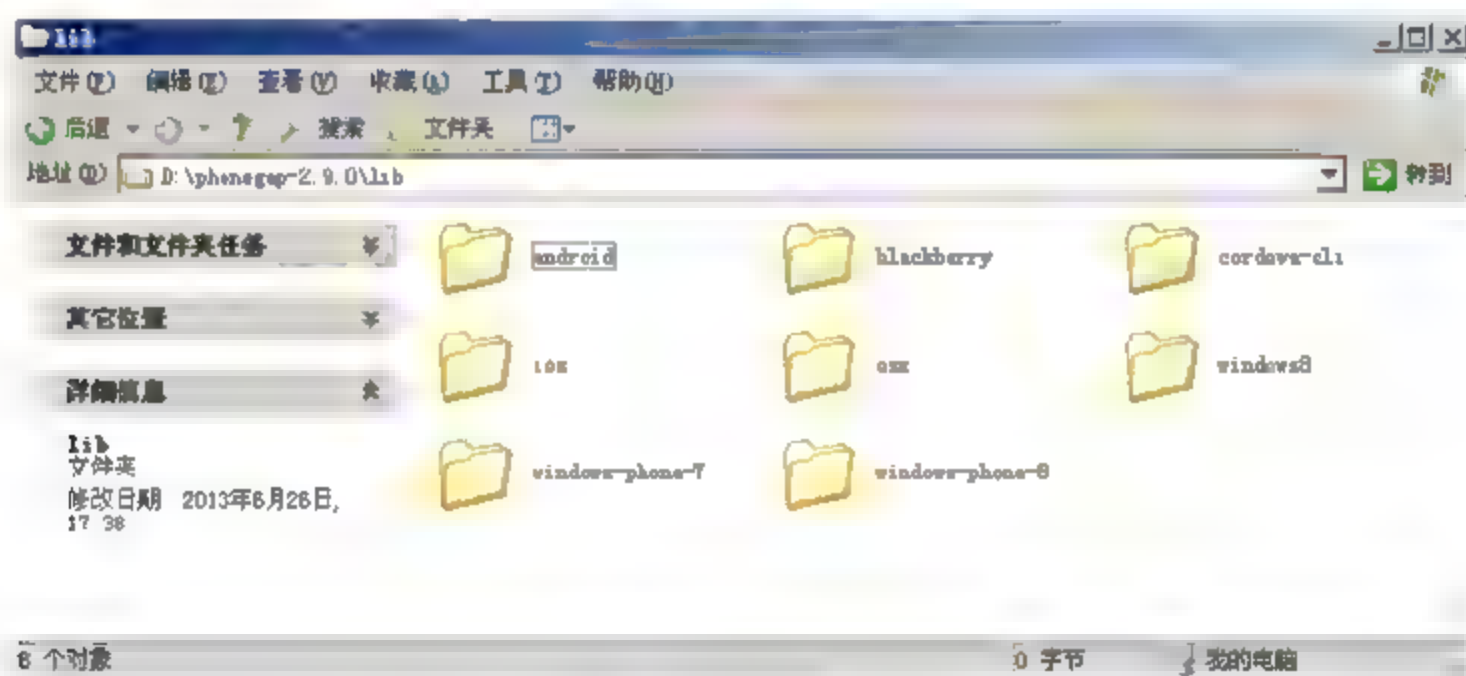 lib
文件(F) 编辑(E) 查看(V) 收藏(A) 工具(T) 帮助(H)
后退 搜索 文件夹
地址(D) D:\phonegap-2.9.0\lib 转到
文件和文件夹任务
android blackberry cordova-cli
其它位置
ios osx windows8
详细信息
lib
文件夹
windows-phone-7 windows-phone-8
修改日期 2013年6月26日,
17:38
8 个对象 0 字节 我的电脑